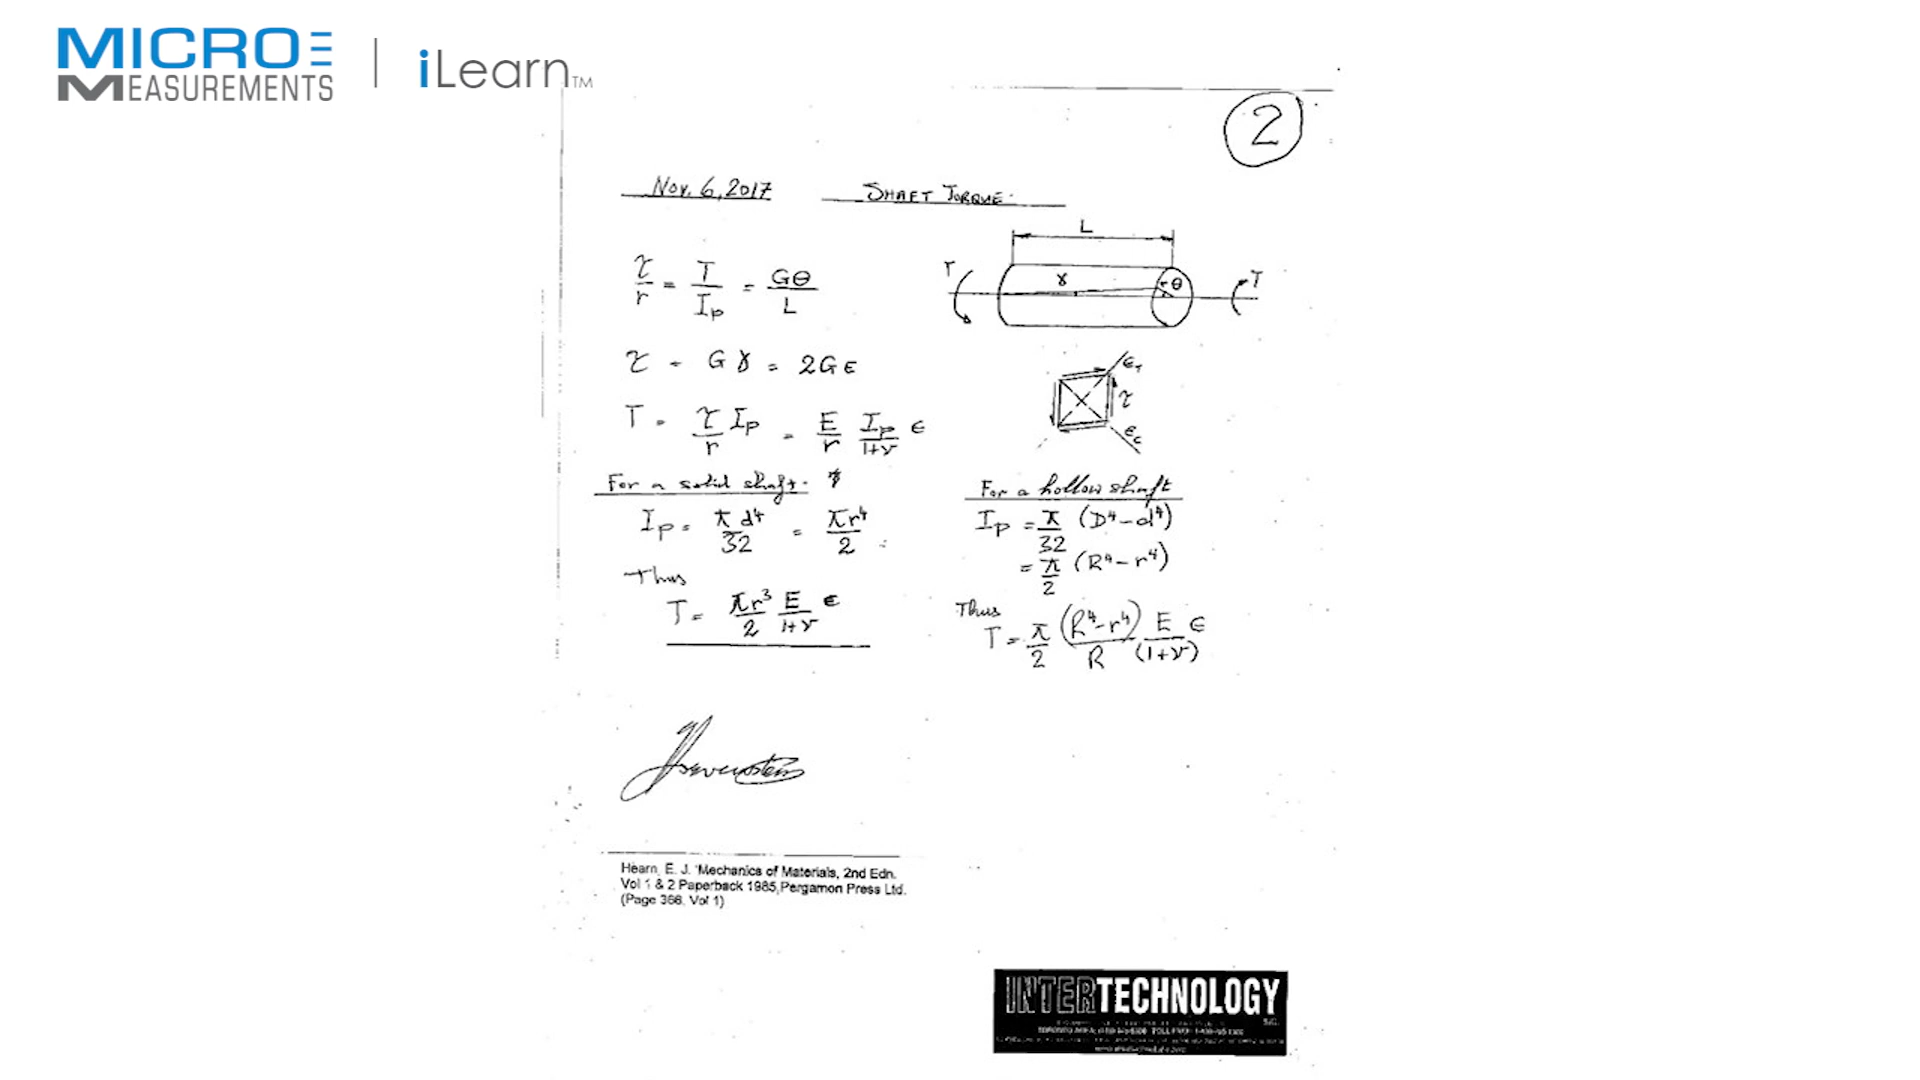 MICRO
MEASUREMENTS
iLearn™
2
Nov. 6, 2017 SHAFT TORQUE
L
τ/r = T/Ip = Gθ/L
T γ r θ T
τ = Gγ = 2Gϵ
ϵT
τ
ϵc
T = τ/r Ip = E/r Ip/1+ν ϵ
For a solid shaft.
Ip = πd⁴/32 = πr⁴/2
Thus
T = πr³/2 E/1+ν ϵ
For a hollow shaft
Ip = π/32 (D⁴-d⁴)
= π/2 (R⁴-r⁴)
Thus
T = π/2 (R⁴-r⁴)/R E/(1+ν) ϵ
Hearn, E. J. 'Mechanics of Materials, 2nd Edn.
Vol 1 & 2 Paperback 1985, Pergamon Press Ltd.
(Page 366, Vol 1)
INTERTECHNOLOGY